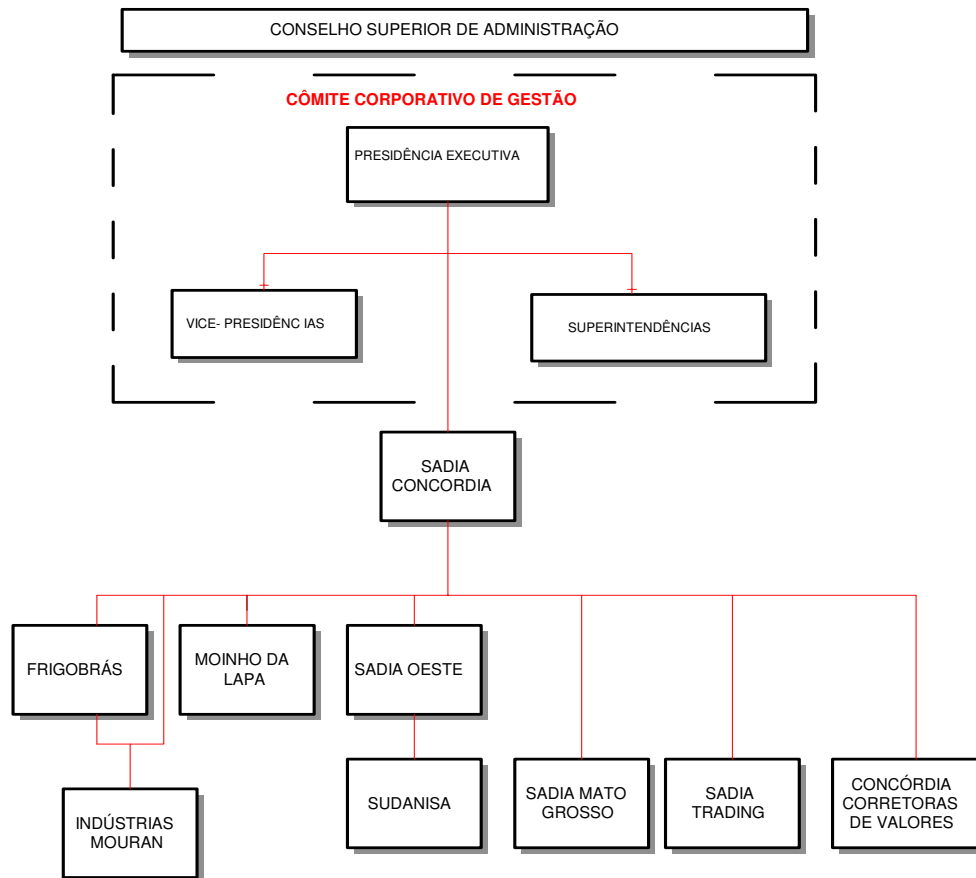 CONSELHO SUPERIOR DE ADMINISTRAÇÃO
CÔMITE CORPORATIVO DE GESTÃO
PRESIDÊNCIA EXECUTIVA
VICE- PRESIDÊNC IAS
SUPERINTENDÊNCIAS
SADIA
CONCORDIA
FRIGOBRÁS
MOINHO DA
LAPA
SADIA OESTE
INDÚSTRIAS
MOURAN
SUDANISA
SADIA MATO
GROSSO
SADIA
TRADING
CONCÓRDIA
CORRETORAS
DE VALORES